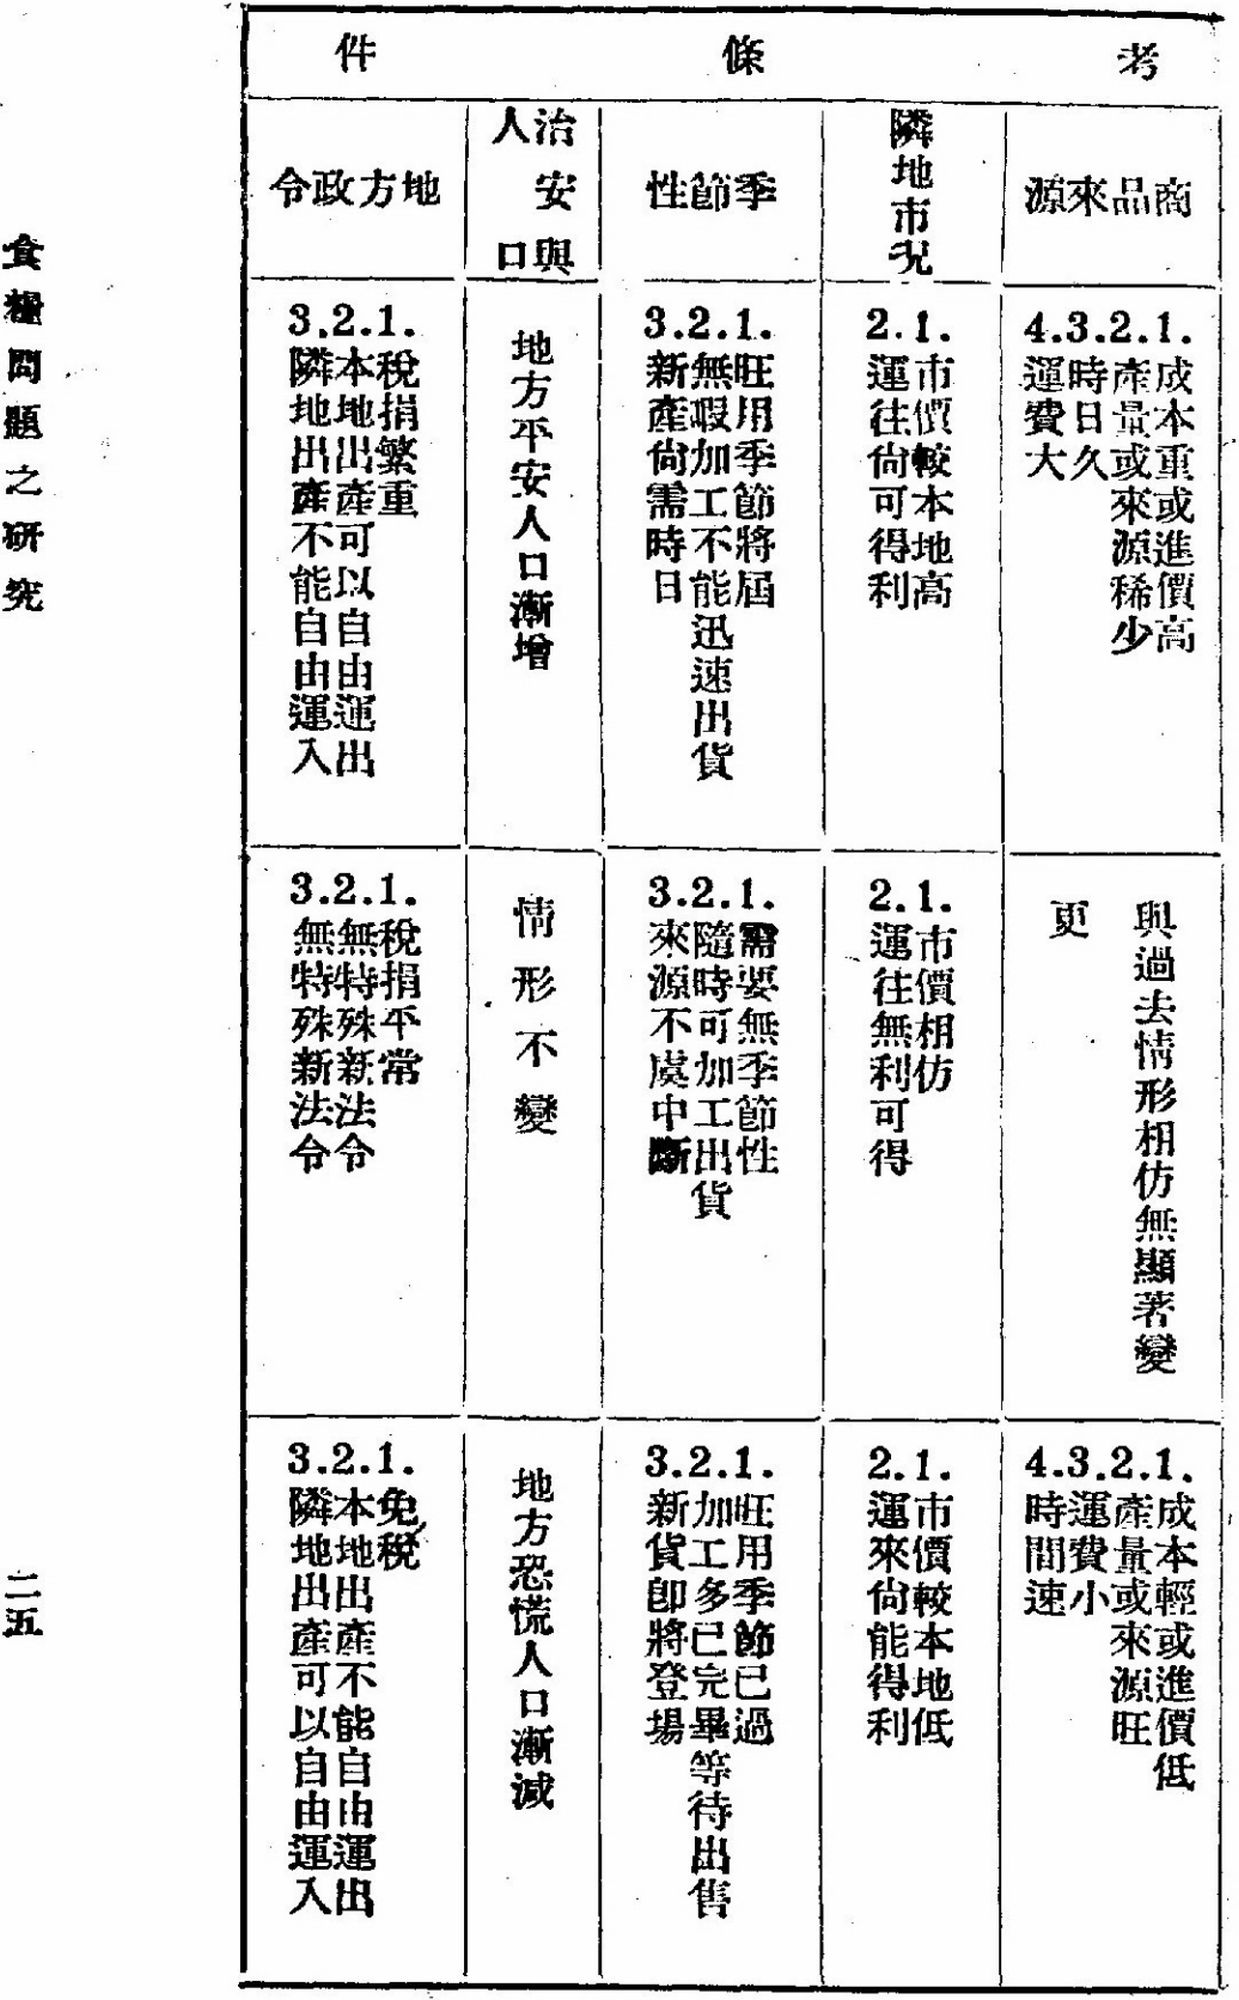 考條件
商品來源
1.成本重或進價高
2.產量或來源稀少
3.時日久
4.運費大
與過去情形相仿無顯著變
更
1.成本輕或進價低
2.產量或來源旺
3.運費小
4.時間速
隣地市況
1.市價較本地高
2.運往尙可得利
1.市價相仿
2.運往無利可得
1.市價較本地低
2.運來尙能得利
季節性
1.旺用季節將屆
2.無暇加工不能迅速出貨
3.新產尙需時日
1.需要無季節性
2.隨時可加工出貨
3.來源不虞中斷
1.旺用季節已過
2.加工多已完畢等待出售
3.新貨卽將登場
治安與
人口
地方平安人口漸增
情形不變
地方恐慌人口漸減
地方政令
1.稅捐繁重
2.本地出產可以自由運出
3.隣地出產不能自由運入
1.稅捐平常
2.無特殊新法令
3.無特殊新法令
1.免稅
2.本地出產不能自由運出
3.隣地出產可以自由運入
食糧問題之研究
二五